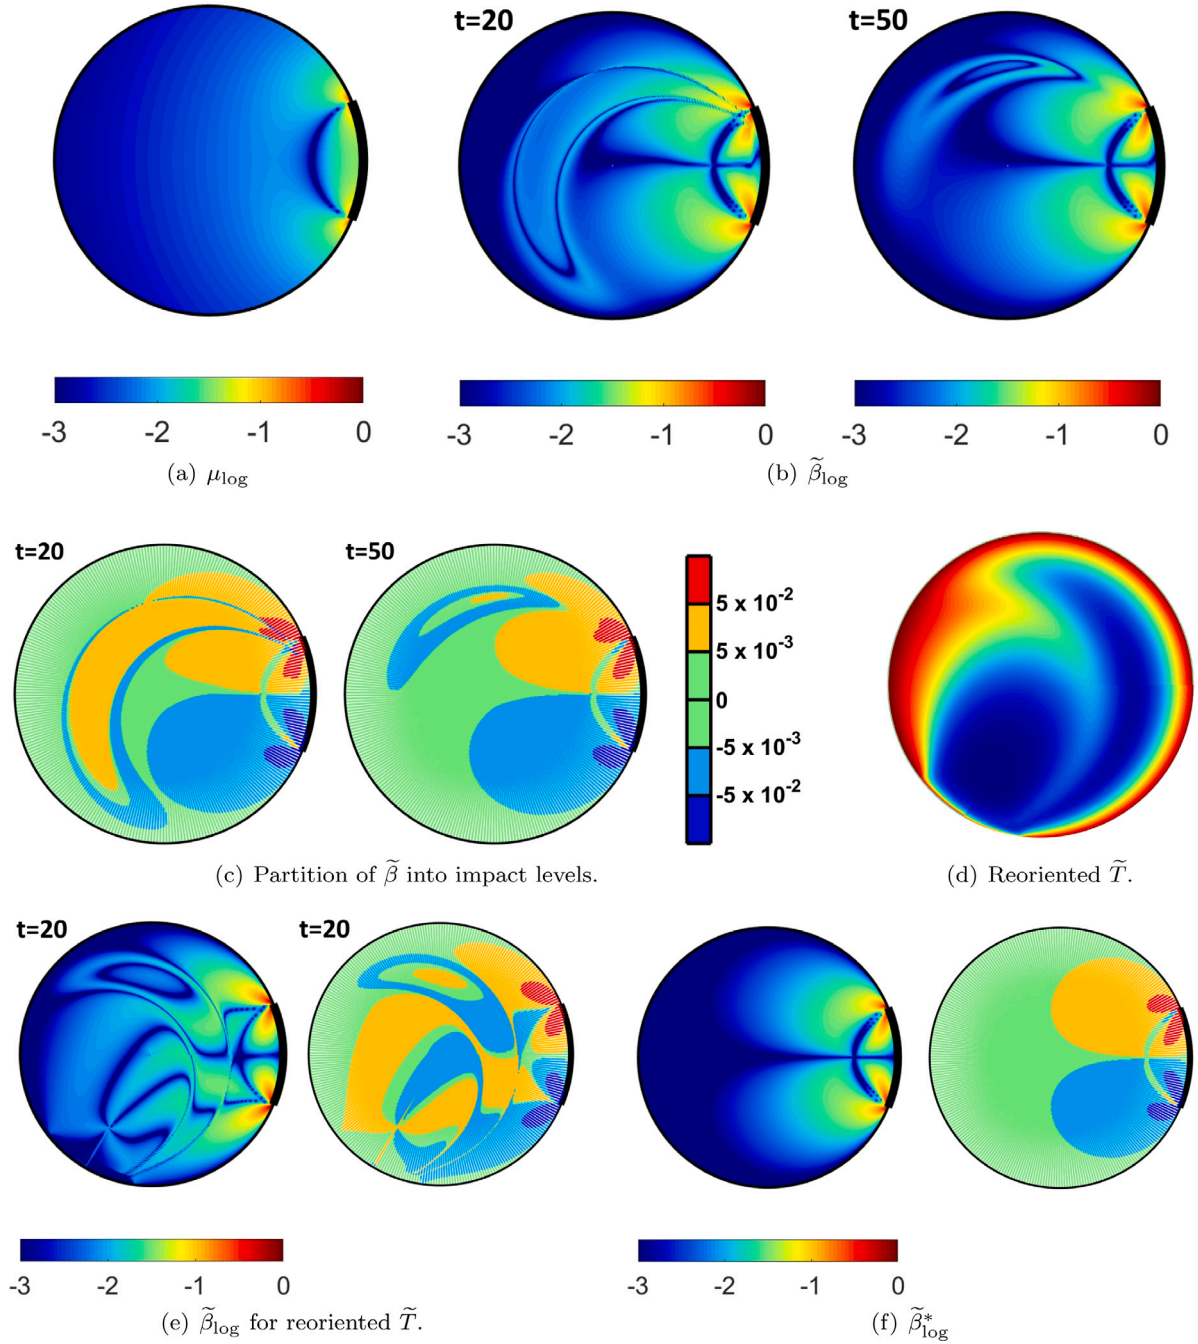 t=20 t=50
-3 -2 -1 0 -3 -2 -1 0 -3 -2 -1 0
(a) μlog (b) β̃log
t=20 t=50
5 x 10⁻²
5 x 10⁻³
0
-5 x 10⁻³
-5 x 10⁻²
(c) Partition of β̃ into impact levels. (d) Reoriented T̃.
t=20 t=20
-3 -2 -1 0 -3 -2 -1 0
(e) β̃log for reoriented T̃. (f) β̃*log